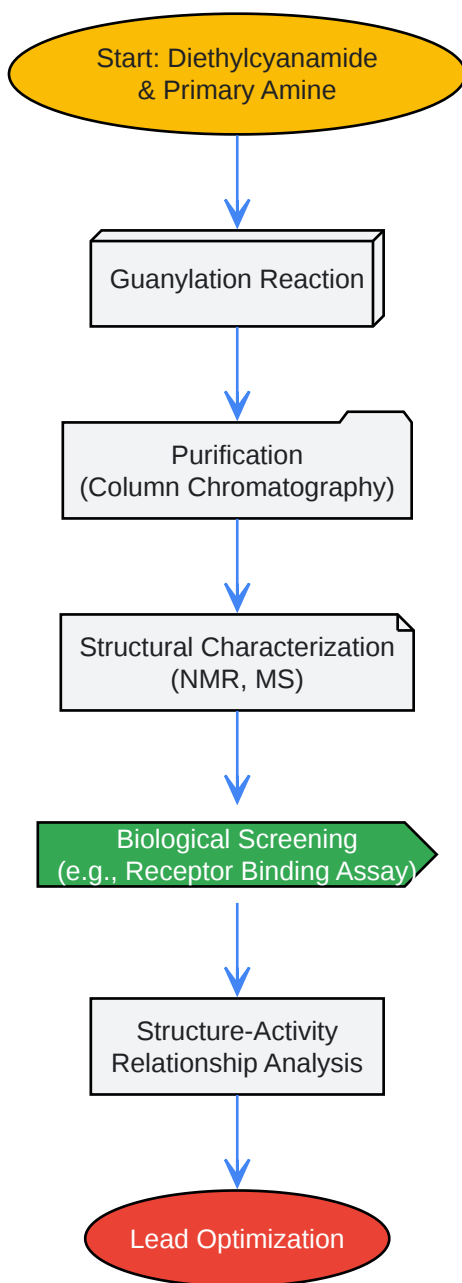 Start: Diethylcyanamide
& Primary Amine
Guanylation Reaction
Purification
(Column Chromatography)
Structural Characterization
(NMR, MS)
Biological Screening
(e.g., Receptor Binding Assay)
Structure-Activity
Relationship Analysis
Lead Optimization